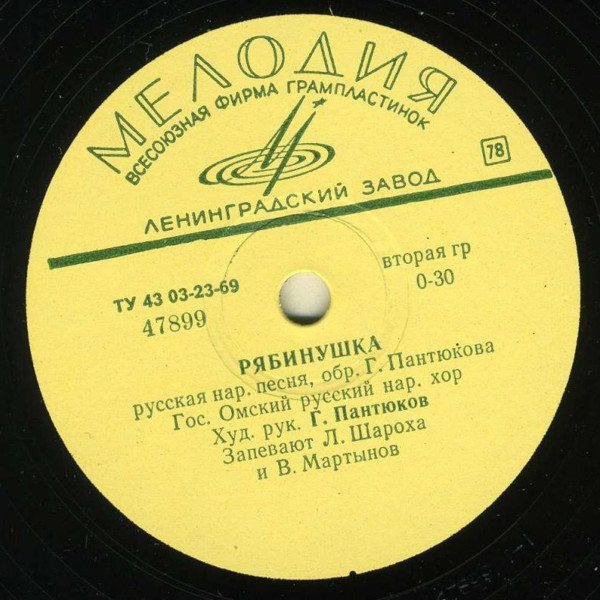 МЕЛОДИЯ
ВСЕСОЮЗНАЯ ФИРМА ГРАМПЛАСТИНОК
78
ЛЕНИНГРАДСКИЙ ЗАВОД
вторая гр
0-30
ТУ 43 03-23-69
47899
РЯБИНУШКА
русская нар. песня, обр. Г. Пантюкова
Гос. Омский русский нар. хор
Худ. рук. Г. Пантюков
Запевают Л. Шароха
и В. Мартынов